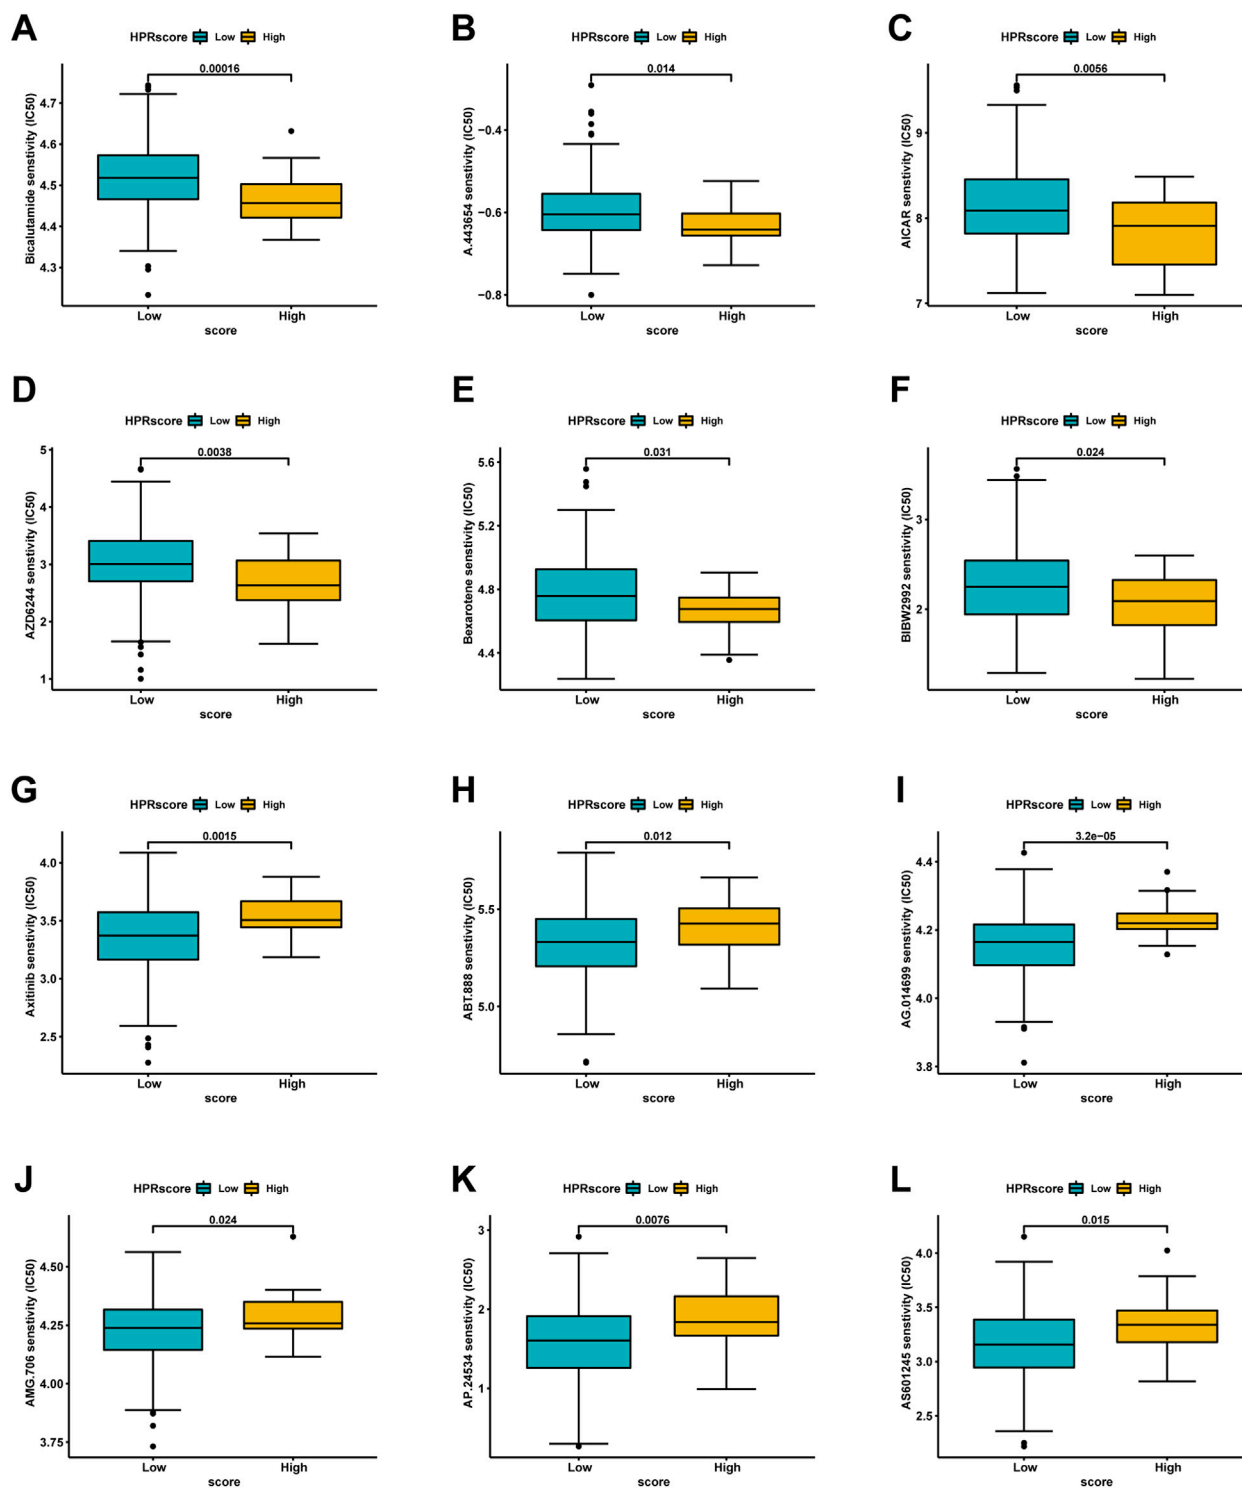 A
HPRscore Low High
0.00016
Bicalutamide senstivity (IC50)
4.7
4.6
4.5
4.4
4.3
Low High
score
B
HPRscore Low High
0.014
A.443654 senstivity (IC50)
−0.4
−0.6
−0.8
Low High
score
C
HPRscore Low High
0.0056
AICAR senstivity (IC50)
9
8
7
Low High
score
D
HPRscore Low High
0.0038
AZD6244 senstivity (IC50)
5
4
3
2
1
Low High
score
E
HPRscore Low High
0.031
Bexarotene senstivity (IC50)
5.6
5.2
4.8
4.4
Low High
score
F
HPRscore Low High
0.024
BIBW2992 senstivity (IC50)
3
2
Low High
score
G
HPRscore Low High
0.0015
Axitinib senstivity (IC50)
4.0
3.5
3.0
2.5
Low High
score
H
HPRscore Low High
0.012
ABT.888 senstivity (IC50)
5.5
5.0
Low High
score
I
HPRscore Low High
3.2e−05
AG.014699 senstivity (IC50)
4.4
4.2
4.0
3.8
Low High
score
J
HPRscore Low High
0.024
AMG.706 senstivity (IC50)
4.50
4.25
4.00
3.75
Low High
score
K
HPRscore Low High
0.0076
AP.24534 senstivity (IC50)
3
2
1
Low High
score
L
HPRscore Low High
0.015
AS601245 senstivity (IC50)
4.0
3.5
3.0
2.5
Low High
score